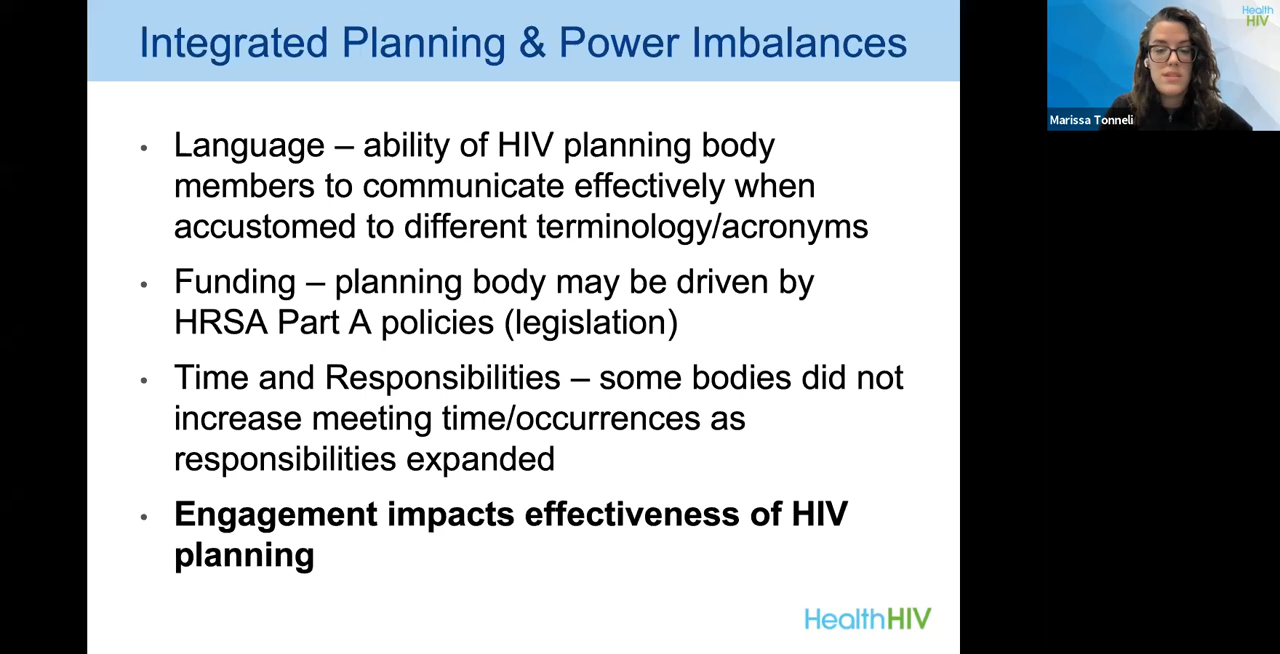 Integrated Planning & Power Imbalances
• Language – ability of HIV planning body
members to communicate effectively when
accustomed to different terminology/acronyms
• Funding – planning body may be driven by
HRSA Part A policies (legislation)
• Time and Responsibilities – some bodies did not
increase meeting time/occurrences as
responsibilities expanded
• Engagement impacts effectiveness of HIV
planning
HealthHIV
Health
HIV
Marissa Tonneli